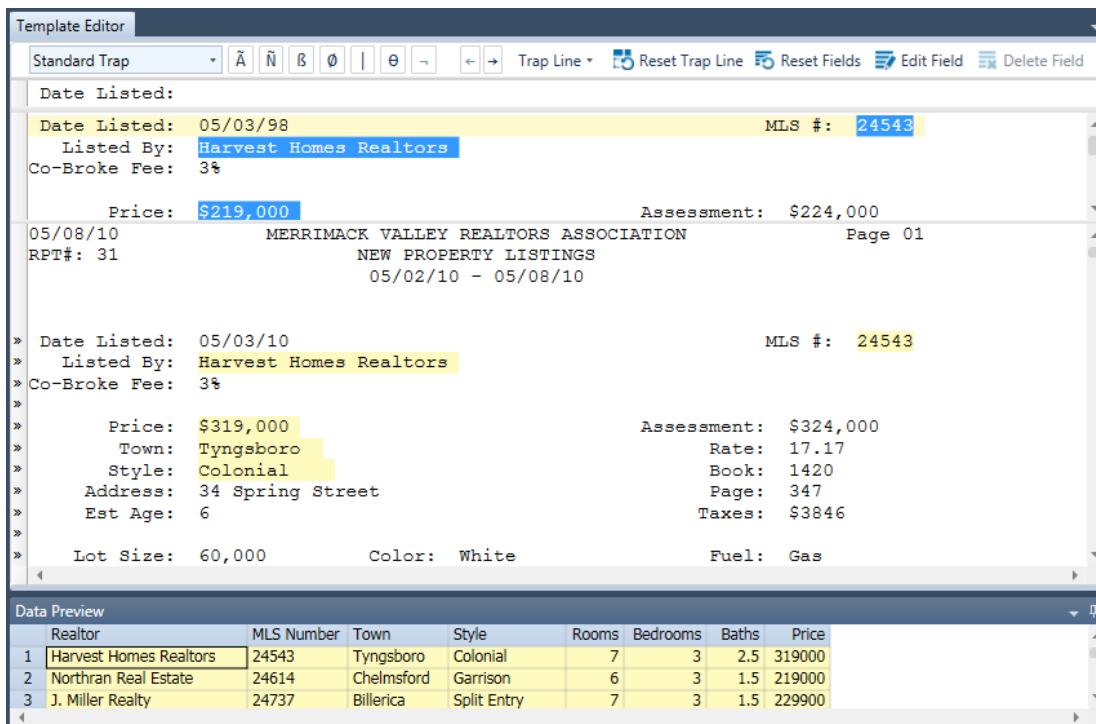 Template Editor
Standard Trap Ã Ñ ß Ø | θ ¬ ← → Trap Line Reset Trap Line Reset Fields Edit Field Delete Field
Date Listed:
Date Listed: 05/03/98 MLS #: 24543
Listed By: Harvest Homes Realtors
Co-Broke Fee: 3%
Price: $219,000 Assessment: $224,000
05/08/10 MERRIMACK VALLEY REALTORS ASSOCIATION Page 01
RPT#: 31 NEW PROPERTY LISTINGS
05/02/10 - 05/08/10
» Date Listed: 05/03/10 MLS #: 24543
» Listed By: Harvest Homes Realtors
» Co-Broke Fee: 3%
»
» Price: $319,000 Assessment: $324,000
» Town: Tyngsboro Rate: 17.17
» Style: Colonial Book: 1420
» Address: 34 Spring Street Page: 347
» Est Age: 6 Taxes: $3846
»
» Lot Size: 60,000 Color: White Fuel: Gas
Data Preview
Realtor MLS Number Town Style Rooms Bedrooms Baths Price
1 Harvest Homes Realtors 24543 Tyngsboro Colonial 7 3 2.5 319000
2 Northran Real Estate 24614 Chelmsford Garrison 6 3 1.5 219000
3 J. Miller Realty 24737 Billerica Split Entry 7 3 1.5 229900